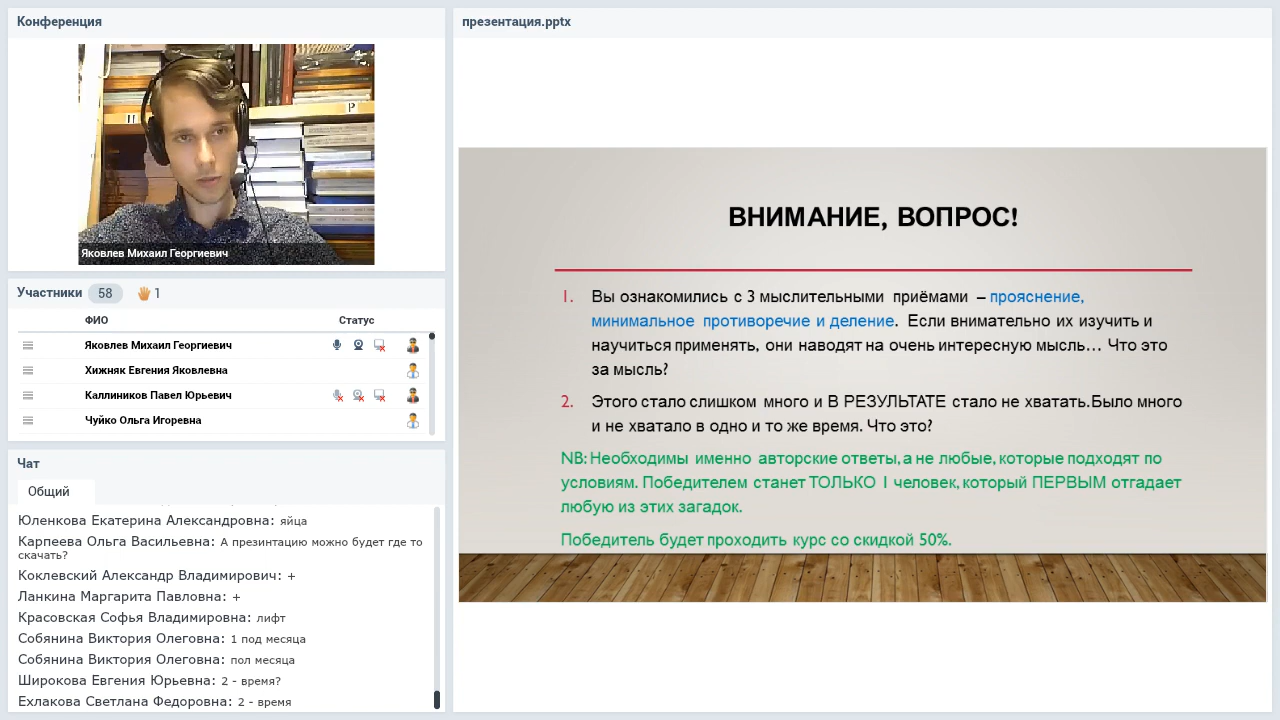 Конференция
П
Р
Яковлев Михаил Георгиевич
Участники 58 1
ФИО Статус
Яковлев Михаил Георгиевич
Хижняк Евгения Яковлевна
Каллиников Павел Юрьевич
Чуйко Ольга Игоревна
Чат
Общий
Юленкова Екатерина Александровна: яйца
Карпеева Ольга Васильевна: А презинтацию можно будет где то
скачать?
Коклевский Александр Владимирович: +
Ланкина Маргарита Павловна: +
Красовская Софья Владимировна: лифт
Собянина Виктория Олеговна: 1 под месяца
Собянина Виктория Олеговна: пол месяца
Широкова Евгения Юрьевна: 2 - время?
Ехлакова Светлана Федоровна: 2 - время
презентация.pptx
ВНИМАНИЕ, ВОПРОС!
1. Вы ознакомились с 3 мыслительными приёмами – прояснение,
минимальное противоречие и деление. Если внимательно их изучить и
научиться применять, они наводят на очень интересную мысль... Что это
за мысль?
2. Этого стало слишком много и В РЕЗУЛЬТАТЕ стало не хватать.Было много
и не хватало в одно и то же время. Что это?
NB: Необходимы именно авторские ответы, а не любые, которые подходят по
условиям. Победителем станет ТОЛЬКО 1 человек, который ПЕРВЫМ отгадает
любую из этих загадок.
Победитель будет проходить курс со скидкой 50%.